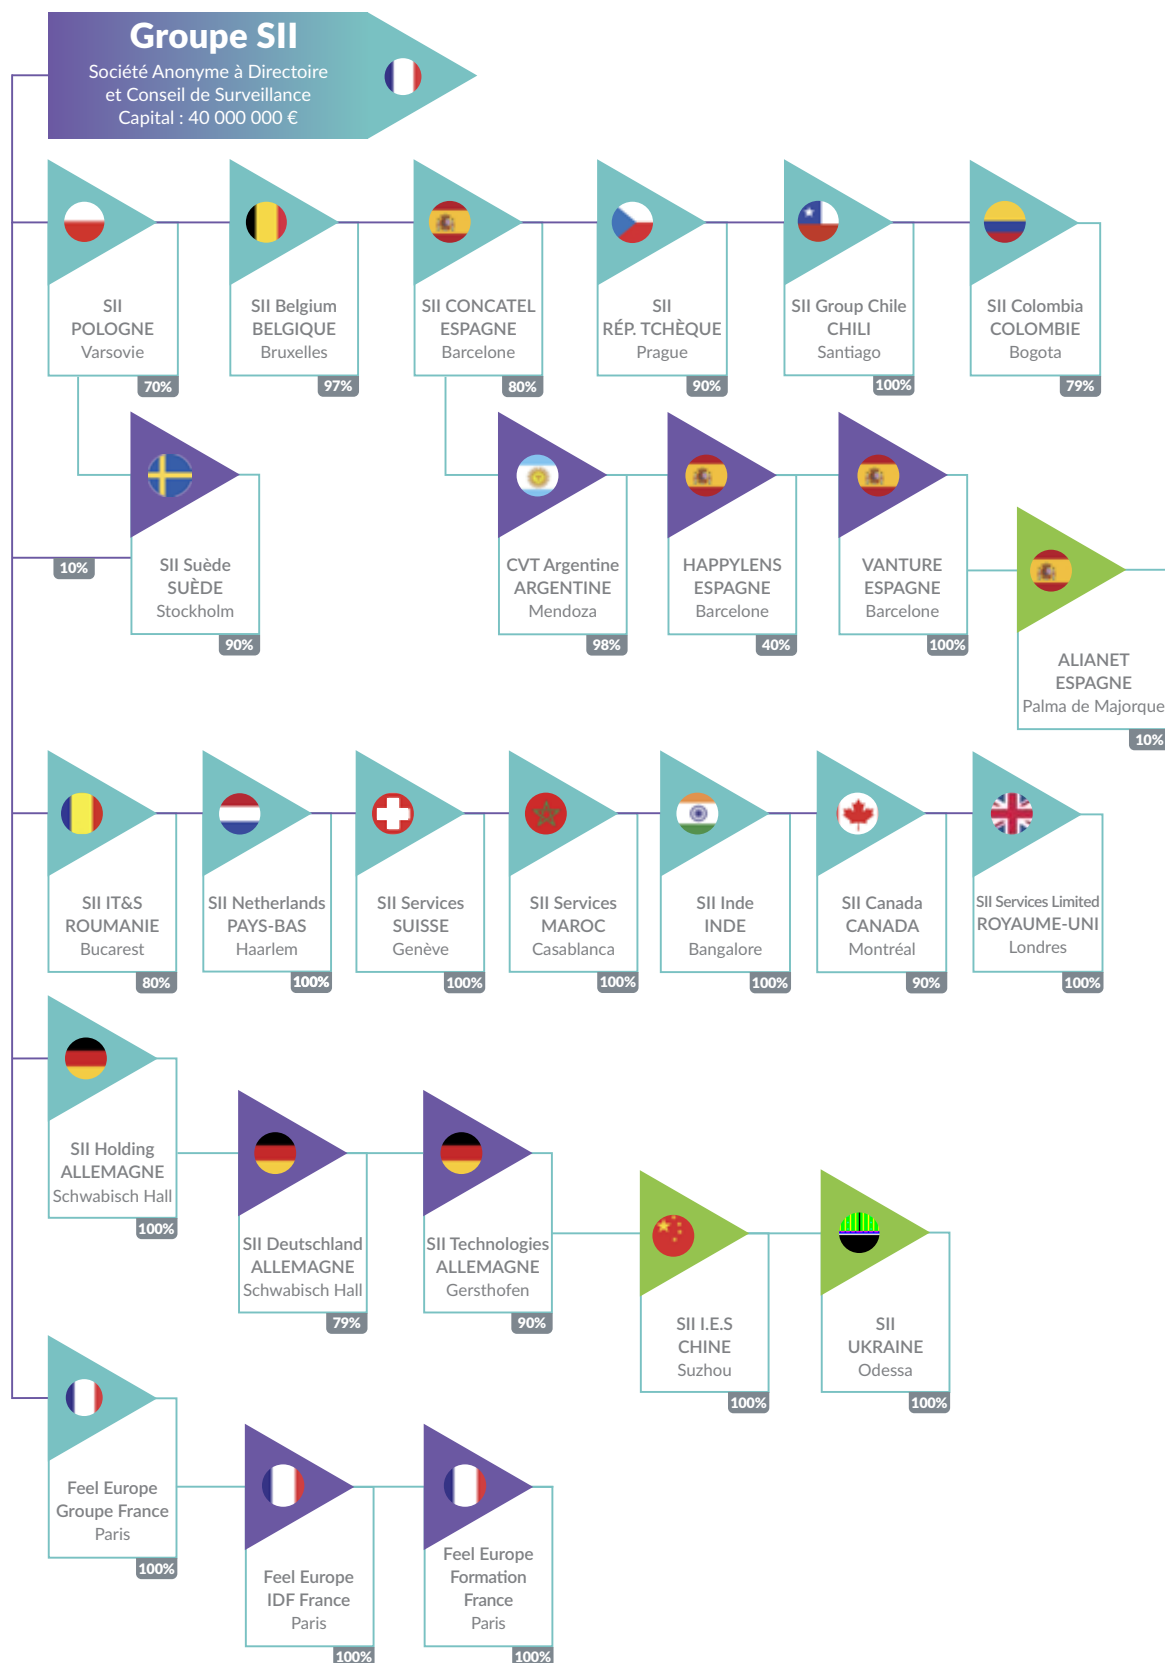 Groupe SII
Société Anonyme à Directoire
et Conseil de Surveillance
Capital : 40 000 000 €
SII
POLOGNE
Varsovie
70%
SII Belgium
BELGIQUE
Bruxelles
97%
SII CONCATEL
ESPAGNE
Barcelone
80%
SII
RÉP. TCHÈQUE
Prague
90%
SII Group Chile
CHILI
Santiago
100%
SII Colombia
COLOMBIE
Bogota
79%
10%
SII Suède
SUÈDE
Stockholm
90%
CVT Argentine
ARGENTINE
Mendoza
98%
HAPPYLENS
ESPAGNE
Barcelone
40%
VANTURE
ESPAGNE
Barcelone
100%
ALIANET
ESPAGNE
Palma de Majorque
10%
SII IT&S
ROUMANIE
Bucarest
80%
SII Netherlands
PAYS-BAS
Haarlem
100%
SII Services
SUISSE
Genève
100%
SII Services
MAROC
Casablanca
100%
SII Inde
INDE
Bangalore
100%
SII Canada
CANADA
Montréal
90%
SII Services Limited
ROYAUME-UNI
Londres
100%
SII Holding
ALLEMAGNE
Schwabisch Hall
100%
SII Deutschland
ALLEMAGNE
Schwabisch Hall
79%
SII Technologies
ALLEMAGNE
Gersthofen
90%
SII I.E.S
CHINE
Suzhou
100%
SII
UKRAINE
Odessa
100%
Feel Europe
Groupe France
Paris
100%
Feel Europe
IDF France
Paris
100%
Feel Europe
Formation
France
Paris
100%